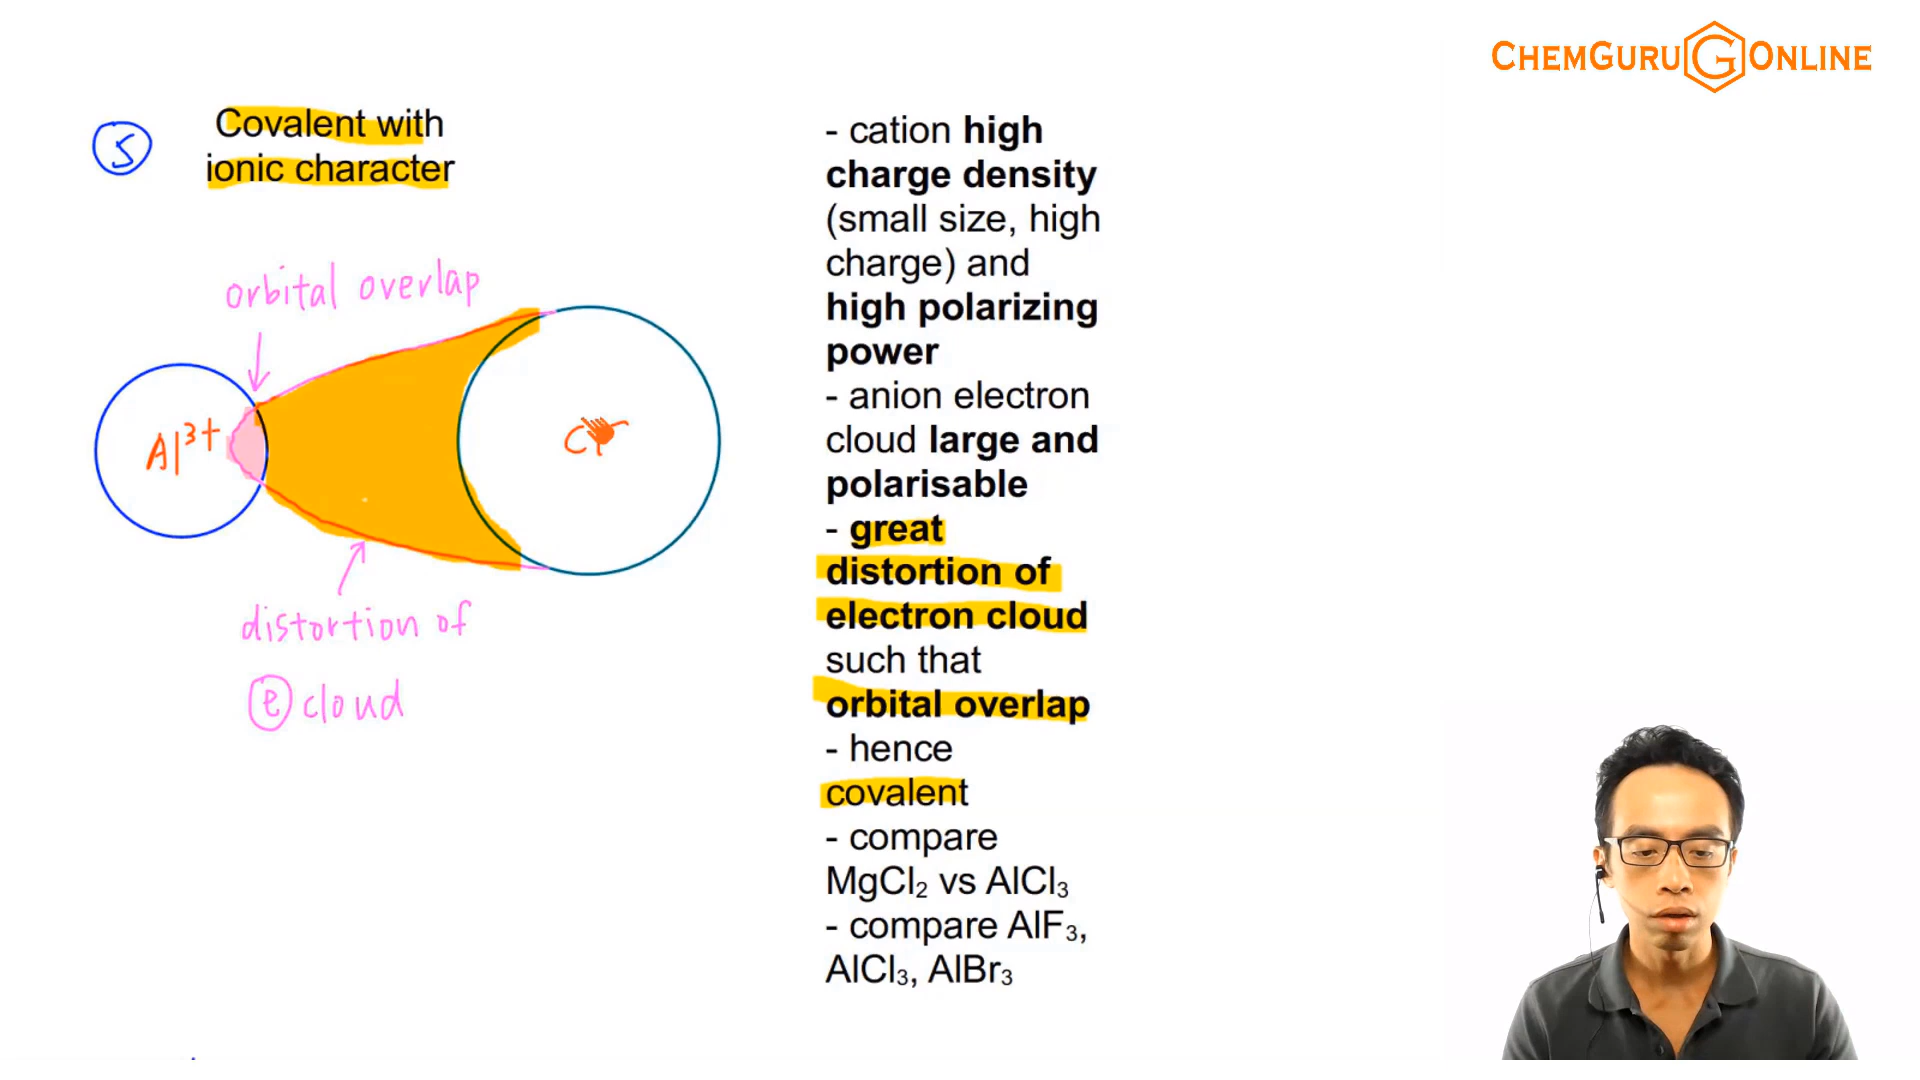 CHEMGURU G ONLINE
5
Covalent with
ionic character
orbital overlap
Al³⁺
Cl⁻
distortion of
e cloud
- cation high
charge density
(small size, high
charge) and
high polarizing
power
- anion electron
cloud large and
polarisable
- great
distortion of
electron cloud
such that
orbital overlap
- hence
covalent
- compare
MgCl₂ vs AlCl₃
- compare AlF₃,
AlCl₃, AlBr₃